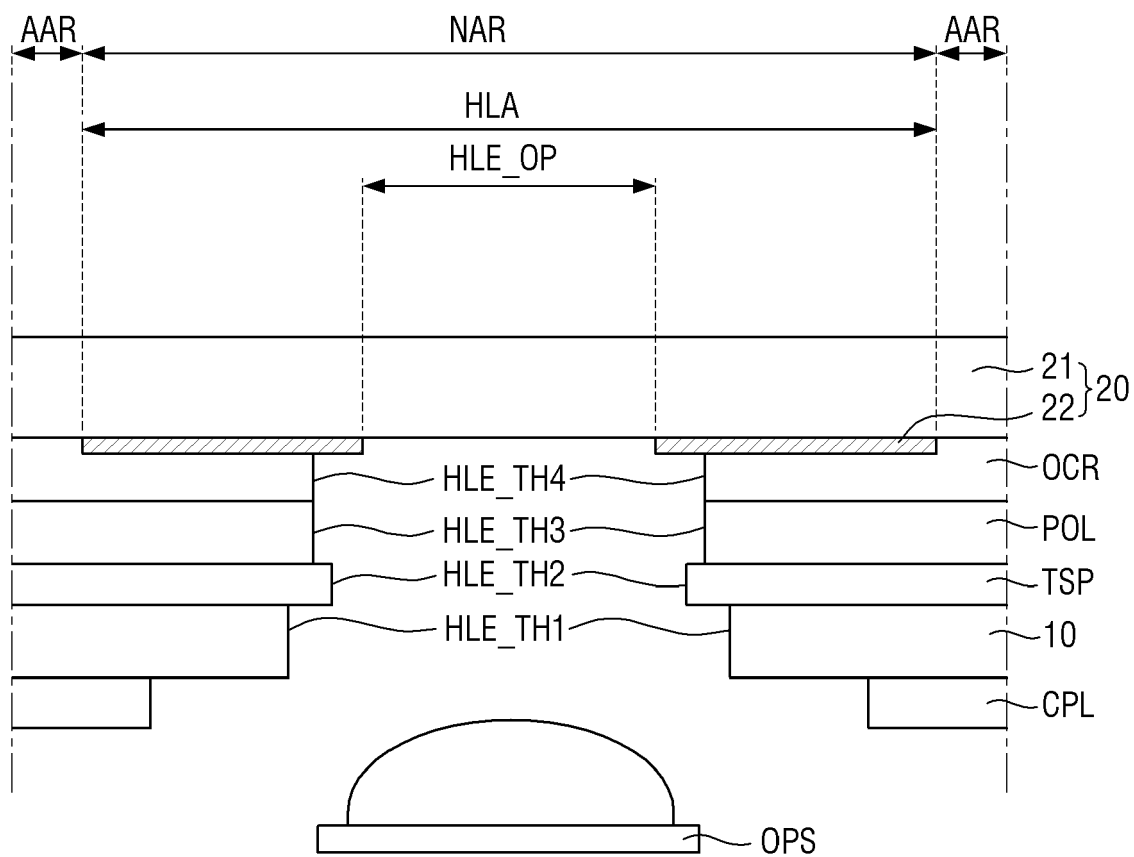 AAR NAR AAR
HLA
HLE_OP
21
20
22
HLE_TH4 OCR
HLE_TH3 POL
HLE_TH2 TSP
HLE_TH1 10
CPL
OPS